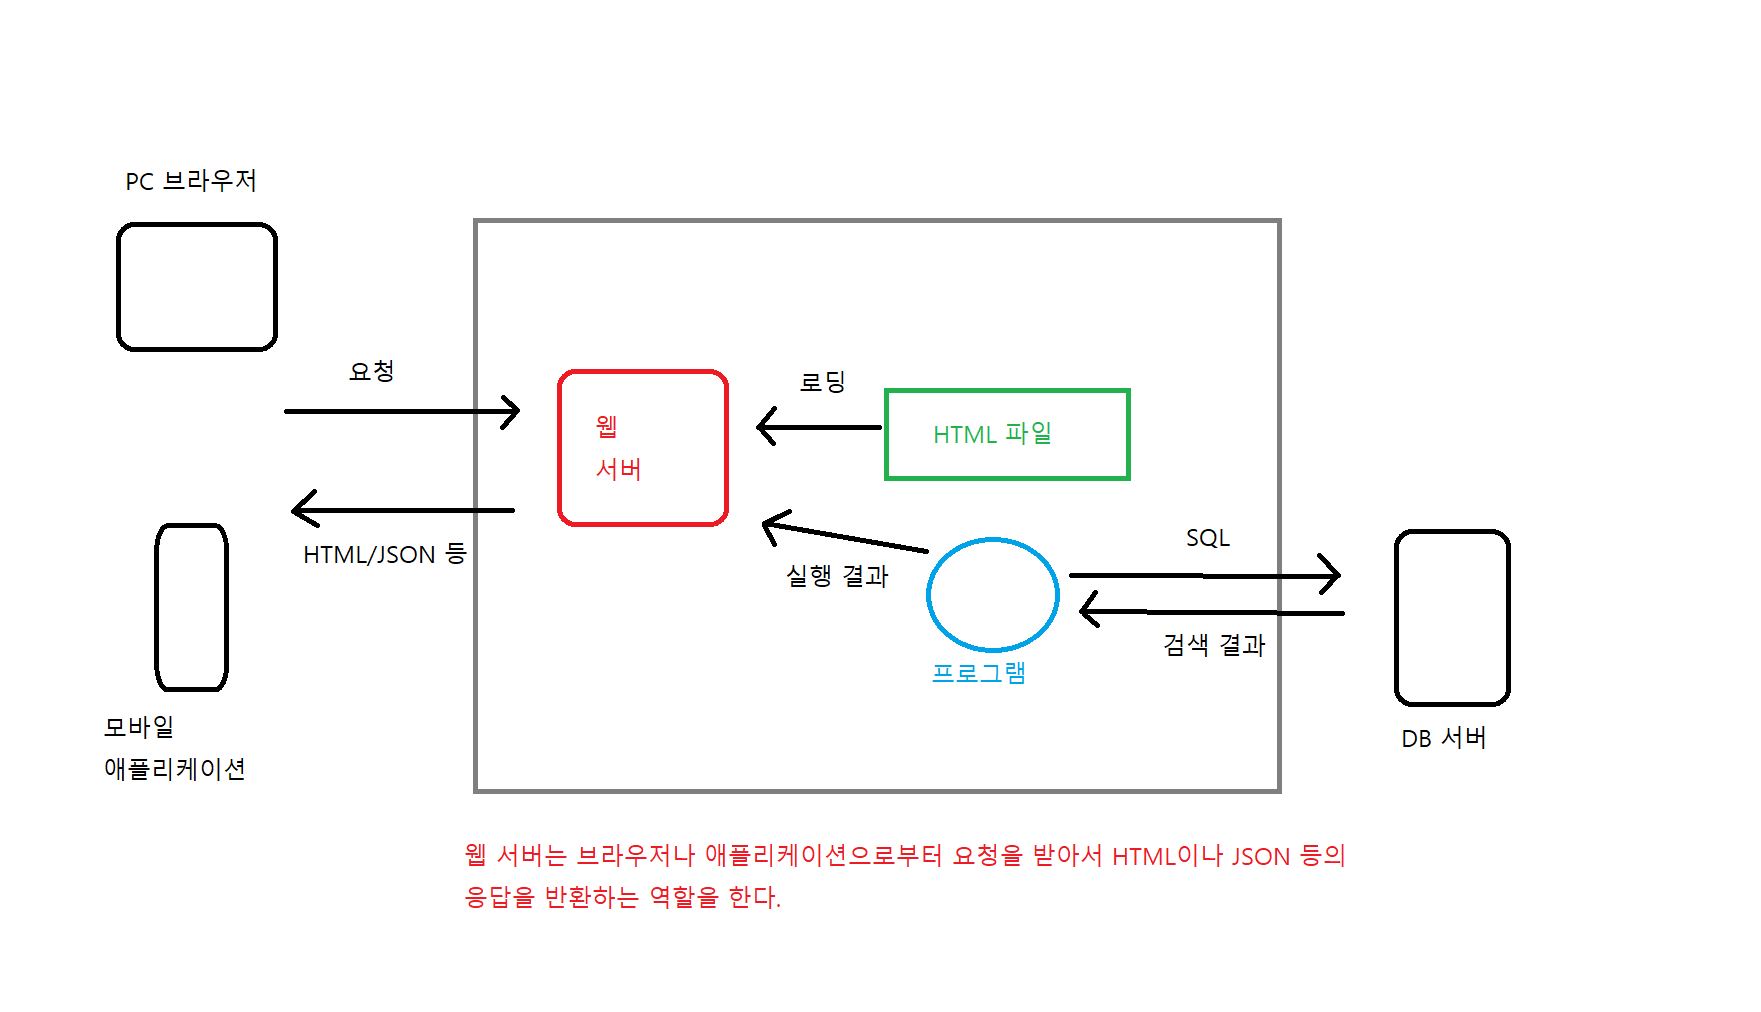 PC 브라우저
요청
로딩
웹
서버
HTML 파일
HTML/JSON 등
실행 결과
SQL
검색 결과
프로그램
모바일
애플리케이션
DB 서버
웹 서버는 브라우저나 애플리케이션으로부터 요청을 받아서 HTML이나 JSON 등의
응답을 반환하는 역할을 한다.